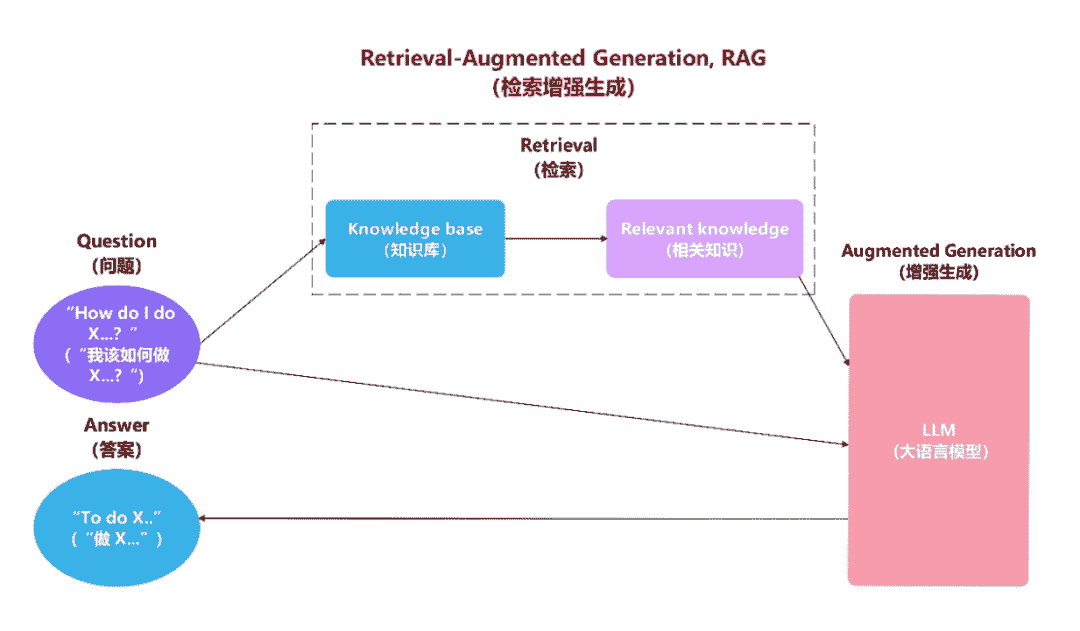 Retrieval-Augmented Generation, RAG
（检索增强生成）
Retrieval
（检索）
Knowledge base
（知识库）
Relevant knowledge
（相关知识）
Question
（问题）
“How do I do
X...？”
(“我该如何做
X...？“)
Augmented Generation
（增强生成）
LLM
（大语言模型）
Answer
（答案）
“To do X..”
(“做 X...”)